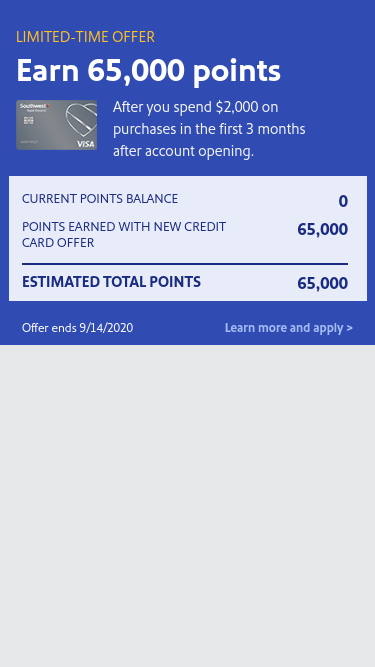 LIMITED-TIME OFFER
Earn 65,000 points
Southwest
VISA
After you spend $2,000 on
purchases in the first 3 months
after account opening.
CURRENT POINTS BALANCE 0
POINTS EARNED WITH NEW CREDIT 65,000
CARD OFFER
ESTIMATED TOTAL POINTS 65,000
Offer ends 9/14/2020 Learn more and apply >